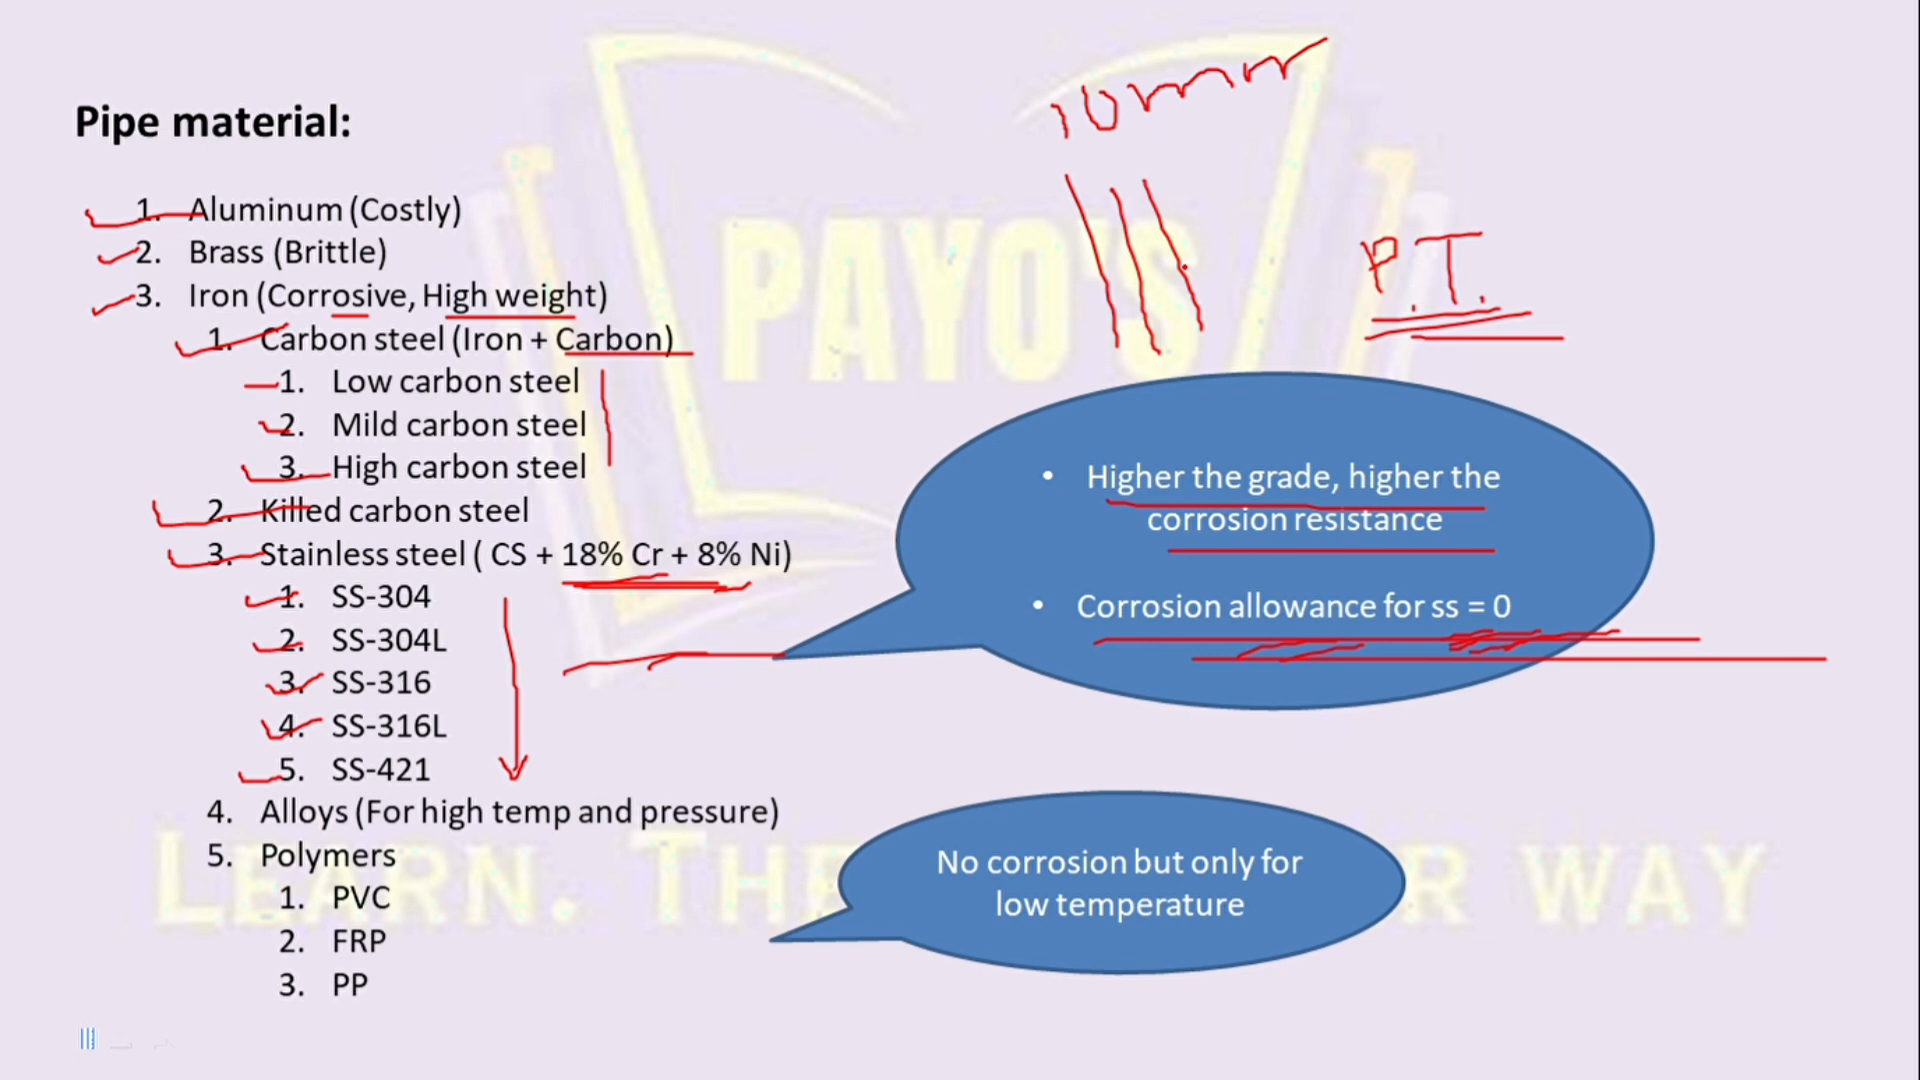 10mm
Pipe material:
1. Aluminum (Costly)
2. Brass (Brittle)
3. Iron (Corrosive, High weight)
1. Carbon steel (Iron + Carbon)
1. Low carbon steel
2. Mild carbon steel
3. High carbon steel
2. Killed carbon steel
3. Stainless steel ( CS + 18% Cr + 8% Ni)
1. SS-304
2. SS-304L
3. SS-316
4. SS-316L
5. SS-421
4. Alloys (For high temp and pressure)
5. Polymers
1. PVC
2. FRP
3. PP
P.T.
• Higher the grade, higher the
corrosion resistance
• Corrosion allowance for ss = 0
No corrosion but only for
low temperature
PAYO'S
LEARN. THE R WAY